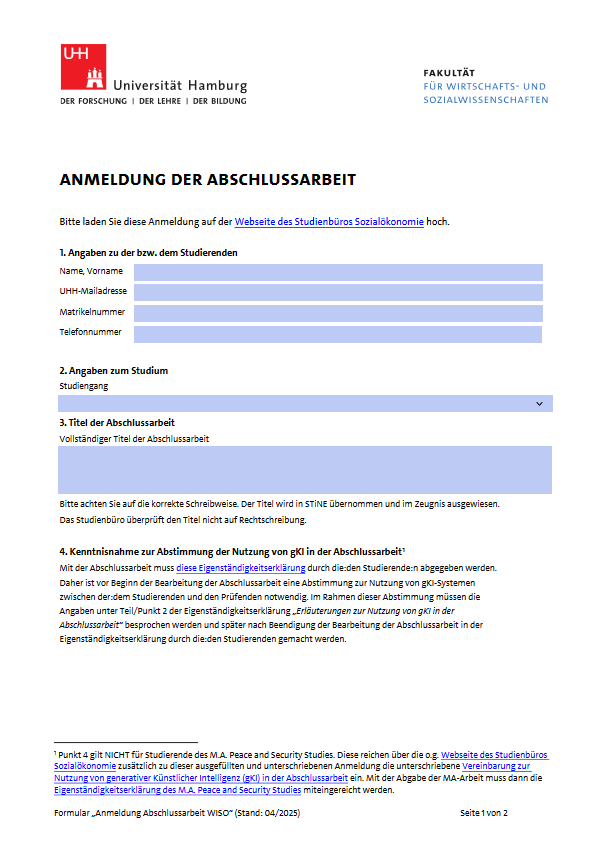 UHH
Universität Hamburg
DER FORSCHUNG | DER LEHRE | DER BILDUNG
FAKULTÄT
FÜR WIRTSCHAFTS- UND
SOZIALWISSENSCHAFTEN
ANMELDUNG DER ABSCHLUSSARBEIT
Bitte laden Sie diese Anmeldung auf der Webseite des Studienbüros Sozialökonomie hoch.
1. Angaben zu der bzw. dem Studierenden
Name, Vorname
UHH-Mailadresse
Matrikelnummer
Telefonnummer
2. Angaben zum Studium
Studiengang
3. Titel der Abschlussarbeit
Vollständiger Titel der Abschlussarbeit
Bitte achten Sie auf die korrekte Schreibweise. Der Titel wird in STiNE übernommen und im Zeugnis ausgewiesen.
Das Studienbüro überprüft den Titel nicht auf Rechtschreibung.
4. Kenntnisnahme zur Abstimmung der Nutzung von gKI in der Abschlussarbeit¹
Mit der Abschlussarbeit muss diese Eigenständigkeitserklärung durch die:den Studierende:n abgegeben werden.
Daher ist vor Beginn der Bearbeitung der Abschlussarbeit eine Abstimmung zur Nutzung von gKI-Systemen
zwischen der:dem Studierenden und den Prüfenden notwendig. Im Rahmen dieser Abstimmung müssen die
Angaben unter Teil/Punkt 2 der Eigenständigkeitserklärung „Erläuterungen zur Nutzung von gKI in der
Abschlussarbeit“ besprochen werden und später nach Beendigung der Bearbeitung der Abschlussarbeit in der
Eigenständigkeitserklärung durch die:den Studierenden gemacht werden.
¹ Punkt 4 gilt NICHT für Studierende des M.A. Peace and Security Studies. Diese reichen über die o.g. Webseite des Studienbüros
Sozialökonomie zusätzlich zu dieser ausgefüllten und unterschriebenen Anmeldung die unterschriebene Vereinbarung zur
Nutzung von generativer Künstlicher Intelligenz (gKI) in der Abschlussarbeit ein. Mit der Abgabe der MA-Arbeit muss dann die
Eigenständigkeitserklärung des M.A. Peace and Security Studies miteingereicht werden.
Formular „Anmeldung Abschlussarbeit WISO“ (Stand: 04/2025)
Seite 1 von 2